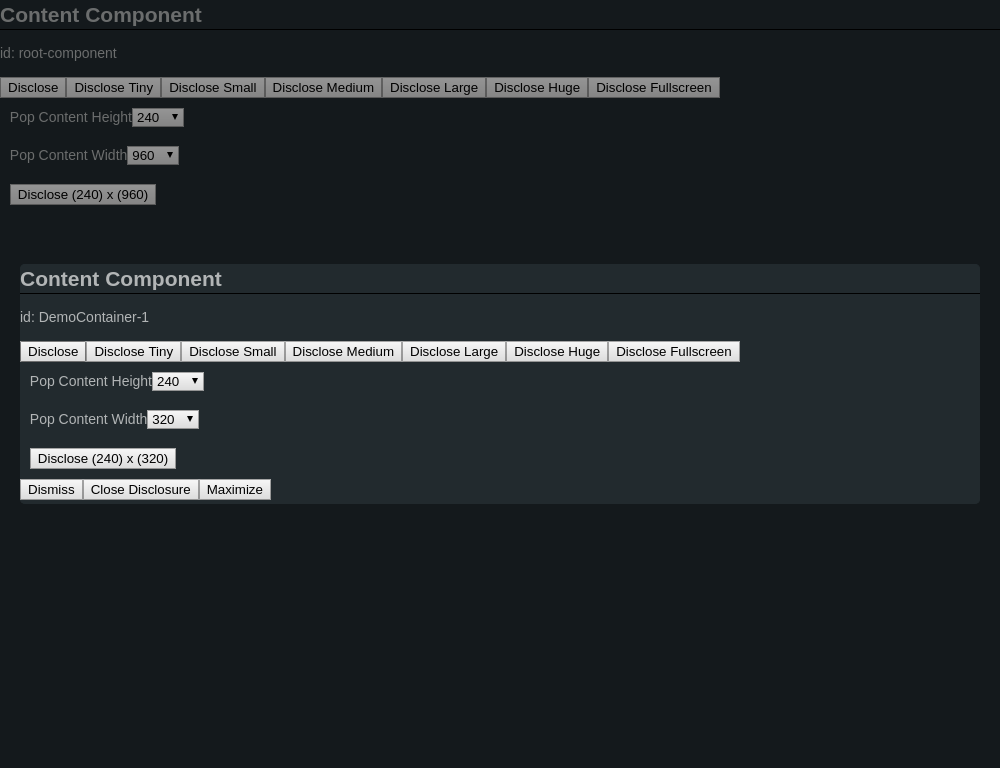 Content Component
id: root-component
Disclose Disclose Tiny Disclose Small Disclose Medium Disclose Large Disclose Huge Disclose Fullscreen
Pop Content Height 240
Pop Content Width 960
Disclose (240) x (960)
Content Component
id: DemoContainer-1
Disclose Disclose Tiny Disclose Small Disclose Medium Disclose Large Disclose Huge Disclose Fullscreen
Pop Content Height 240
Pop Content Width 320
Disclose (240) x (320)
Dismiss Close Disclosure Maximize